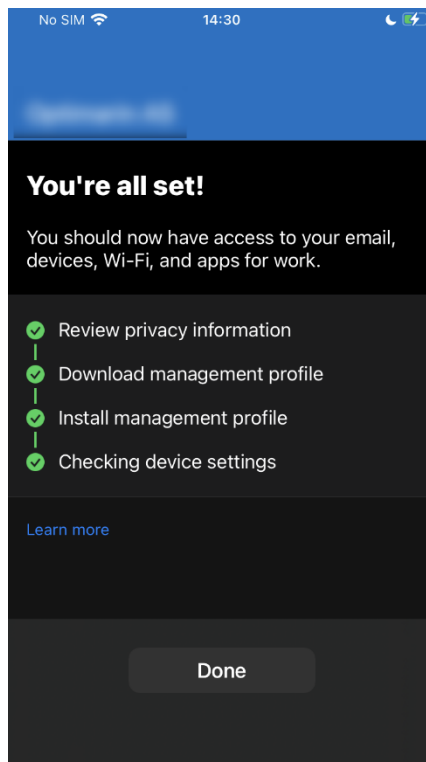 No SIM 14:30
You're all set!
You should now have access to your email,
devices, Wi-Fi, and apps for work.
Review privacy information
Download management profile
Install management profile
Checking device settings
Learn more
Done